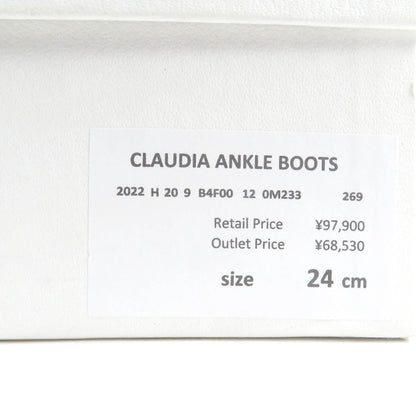 CLAUDIA ANKLE BOOTS
2022 H 20 9 B4F00 12 0M233 269
Retail Price ¥97,900
Outlet Price ¥68,530
size 24 cm